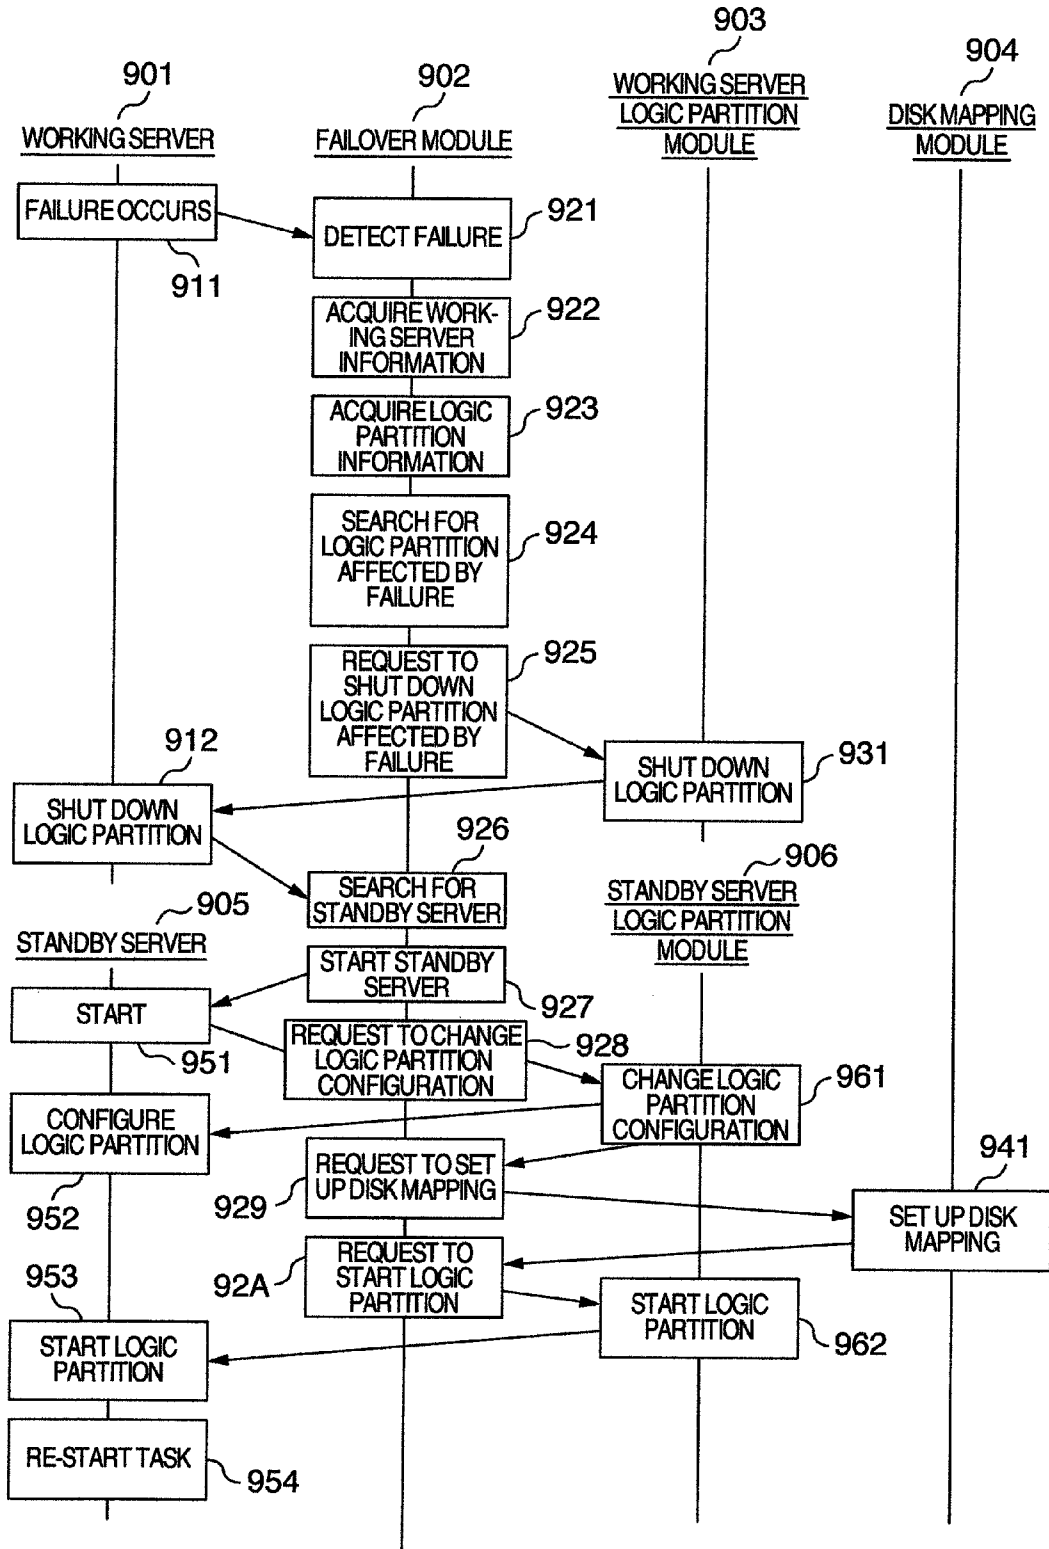 901
WORKING SERVER
902
FAILOVER MODULE
903
WORKING SERVER
LOGIC PARTITION
MODULE
904
DISK MAPPING
MODULE
FAILURE OCCURS
911
DETECT FAILURE
921
ACQUIRE WORK-
ING SERVER
INFORMATION
922
ACQUIRE LOGIC
PARTITION
INFORMATION
923
SEARCH FOR
LOGIC PARTITION
AFFECTED BY
FAILURE
924
REQUEST TO
SHUT DOWN
LOGIC PARTITION
AFFECTED BY
FAILURE
925
SHUT DOWN
LOGIC PARTITION
931
912
SHUT DOWN
LOGIC PARTITION
926
SEARCH FOR
STANDBY SERVER
906
STANDBY SERVER
LOGIC PARTITION
MODULE
905
STANDBY SERVER
START STANDBY
SERVER
927
START
951
REQUEST TO CHANGE
LOGIC PARTITION
CONFIGURATION
928
CHANGE LOGIC
PARTITION
CONFIGURATION
961
CONFIGURE
LOGIC PARTITION
952
REQUEST TO SET
UP DISK MAPPING
929
941
SET UP DISK
MAPPING
REQUEST TO
START LOGIC
PARTITION
92A
START LOGIC
PARTITION
962
953
START LOGIC
PARTITION
RE-START TASK
954